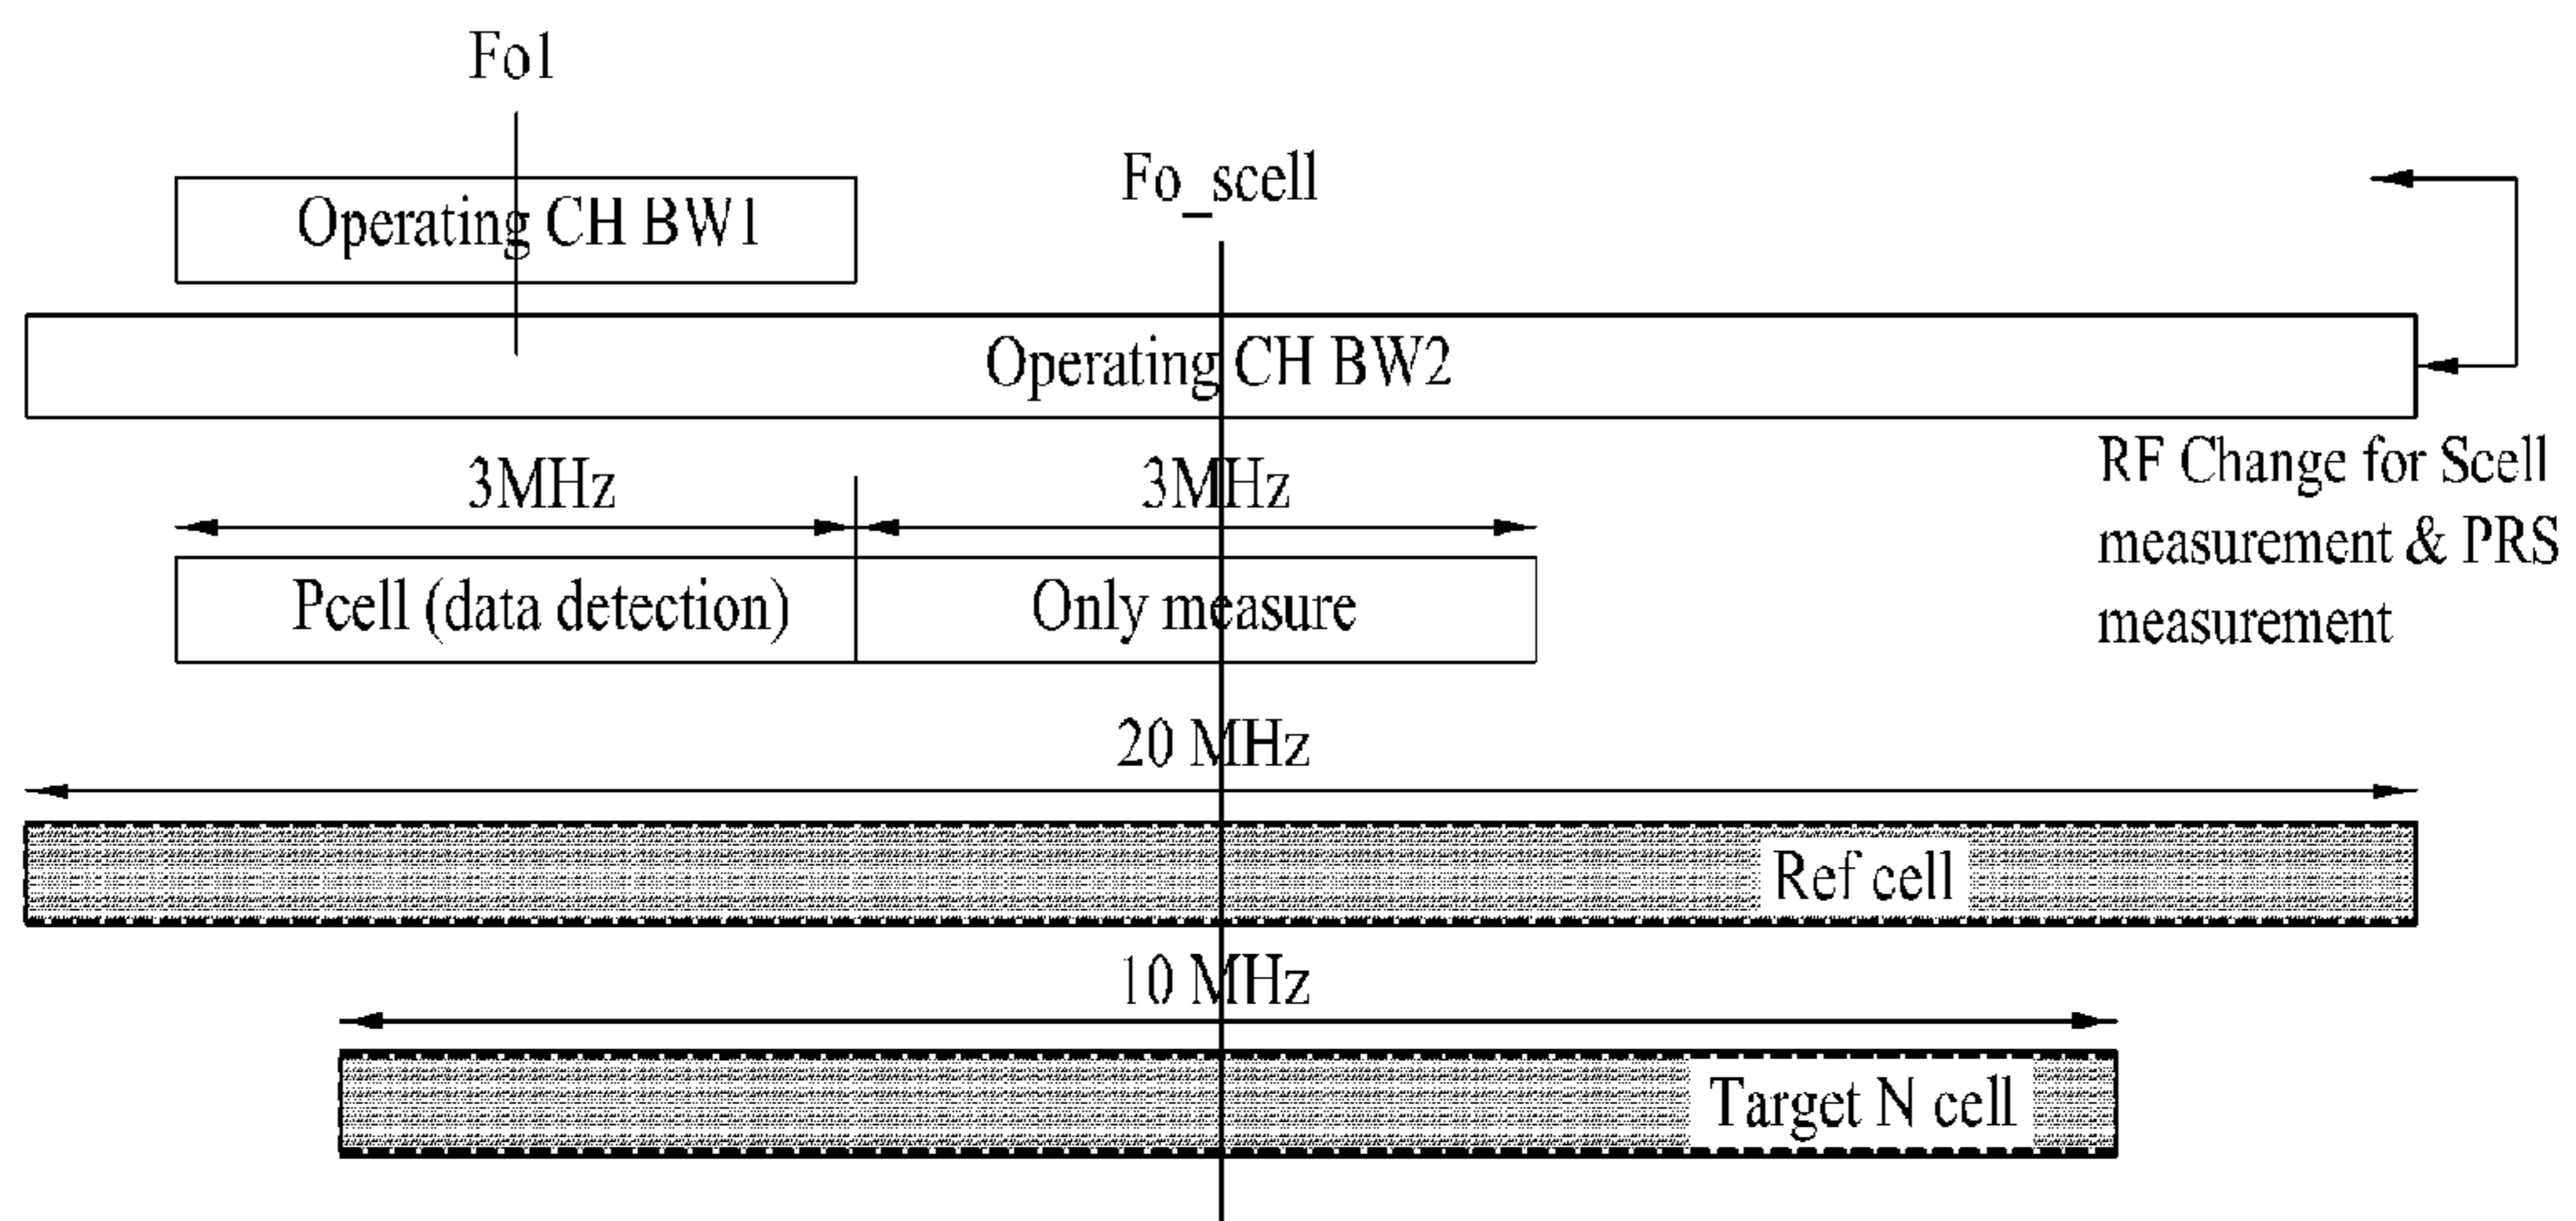 Fo1
Fo_scell
Operating CH BW1
Operating CH BW2
3MHz
3MHz
RF Change for Scell
measurement & PRS
measurement
Pcell (data detection)
Only measure
20 MHz
Ref cell
10 MHz
Target N cell